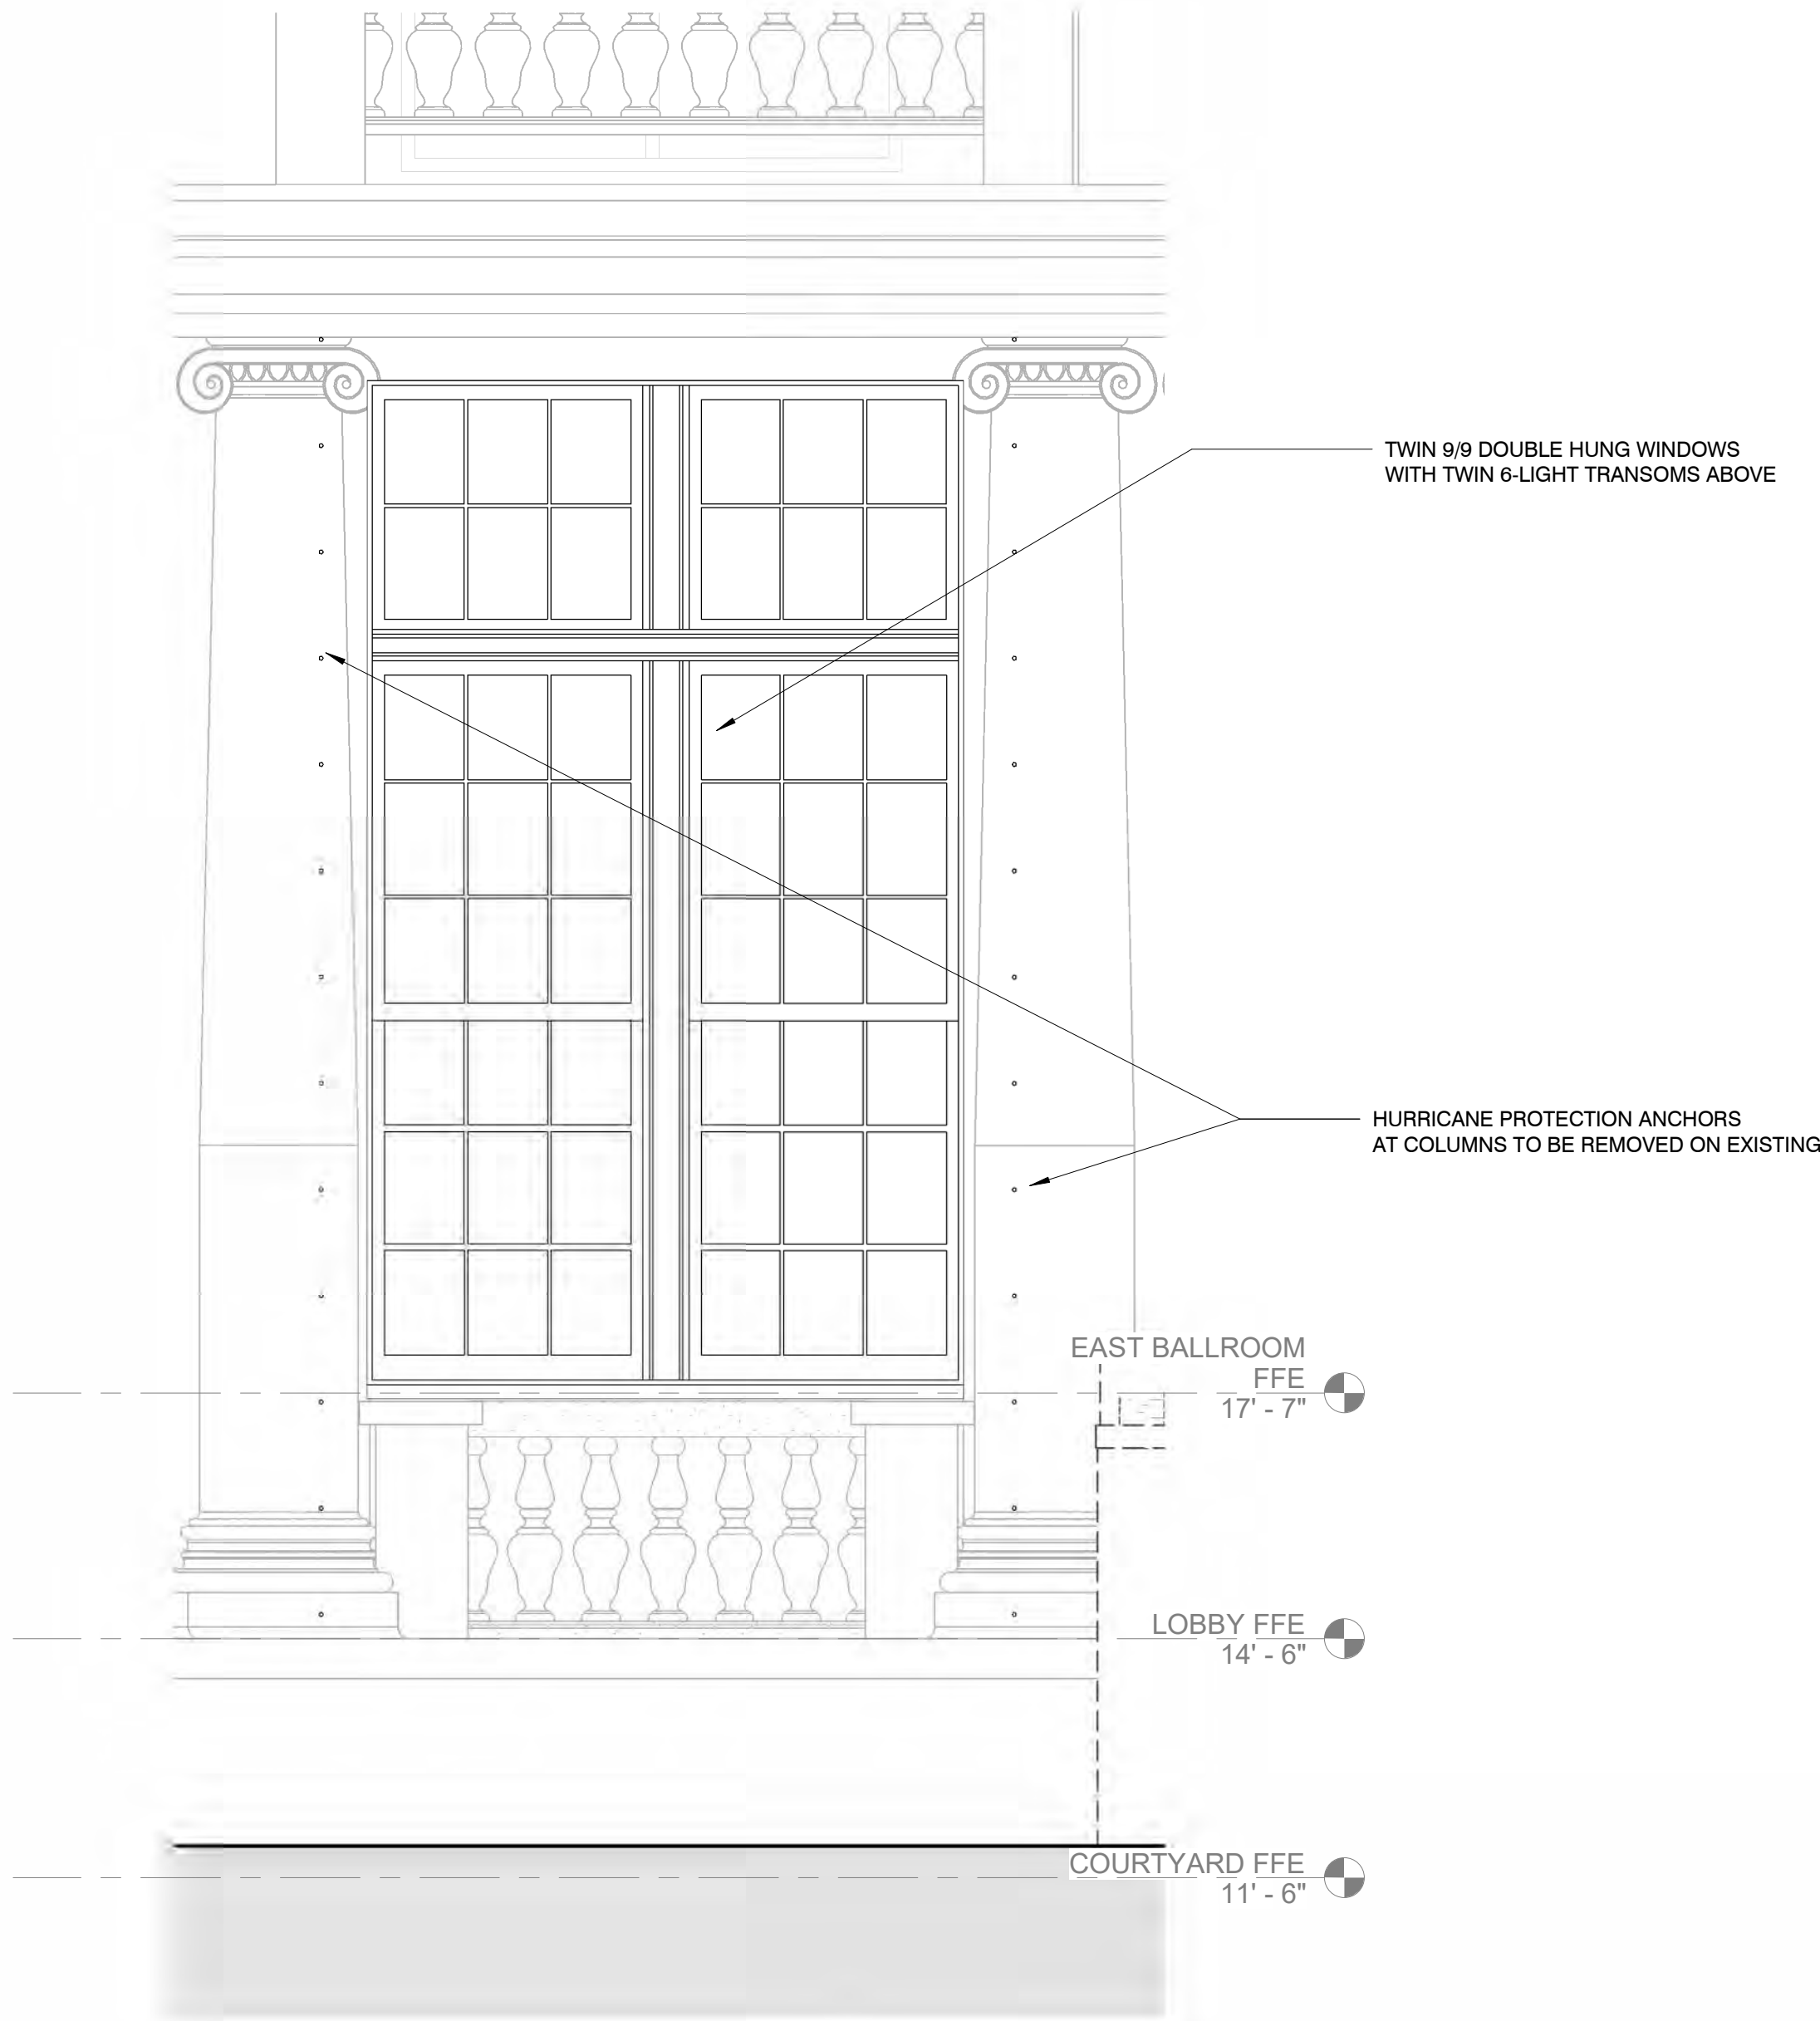 TWIN 9/9 DOUBLE HUNG WINDOWS
WITH TWIN 6-LIGHT TRANSOMS ABOVE
HURRICANE PROTECTION ANCHORS
AT COLUMNS TO BE REMOVED ON EXISTING
EAST BALLROOM
FFE
17' - 7"
LOBBY FFE
14' - 6"
COURTYARD FFE
11' - 6"